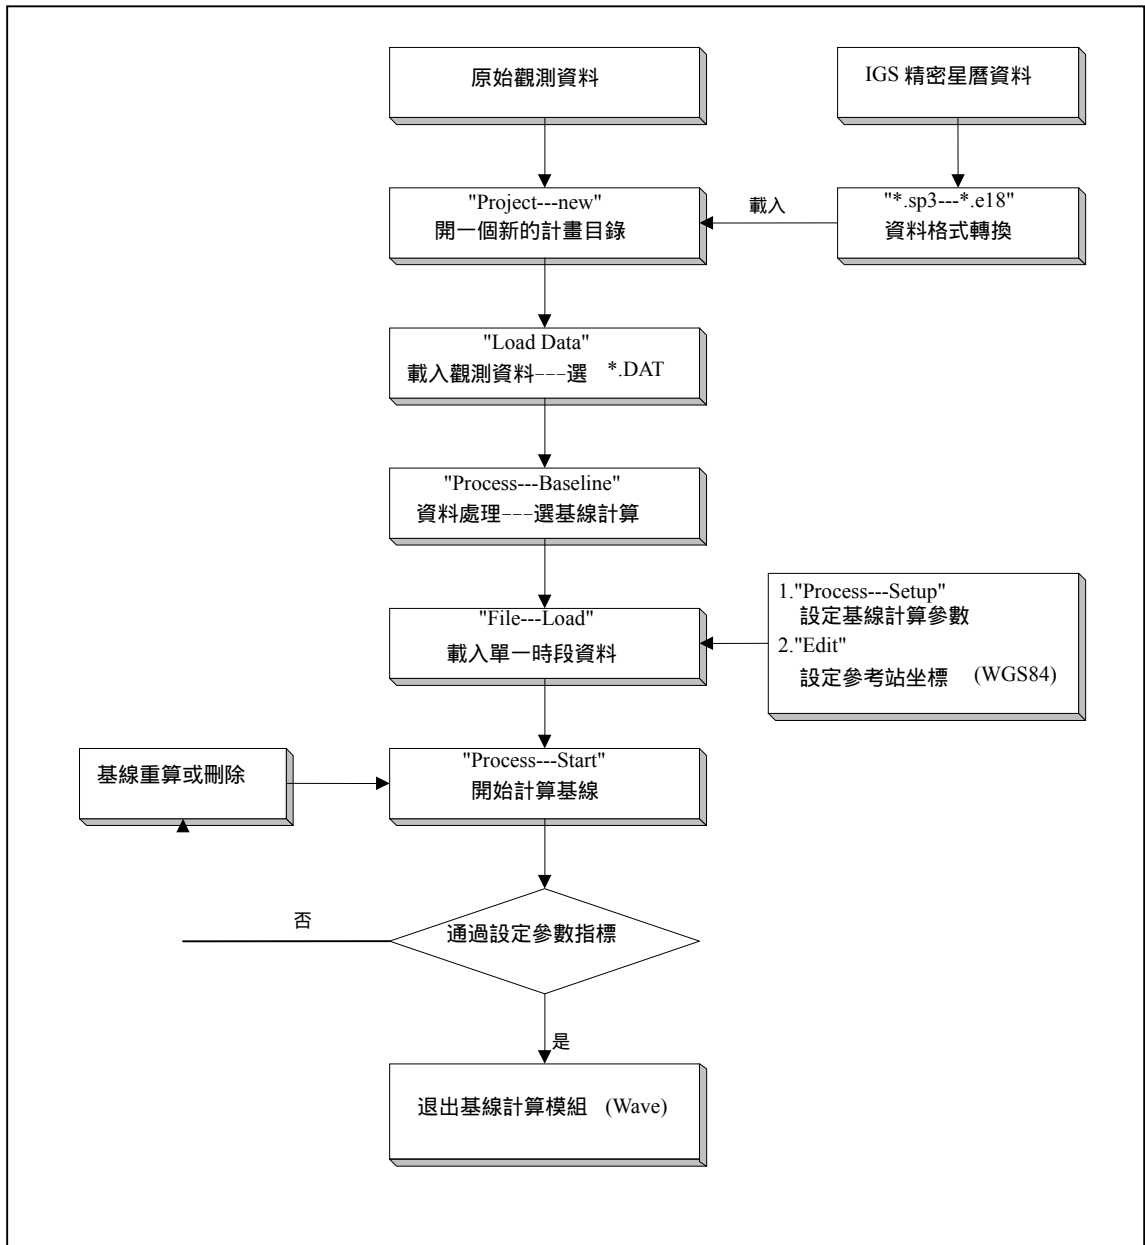 原始觀測資料
IGS 精密星曆資料
"Project---new"
開一個新的計畫目錄
載入
"*.sp3---*.e18"
資料格式轉換
"Load Data"
載入觀測資料---選 *.DAT
"Process---Baseline"
資料處理---選基線計算
"File---Load"
載入單一時段資料
1."Process---Setup"
設定基線計算參數
2."Edit"
設定參考站坐標 (WGS84)
基線重算或刪除
"Process---Start"
開始計算基線
否
通過設定參數指標
是
退出基線計算模組 (Wave)